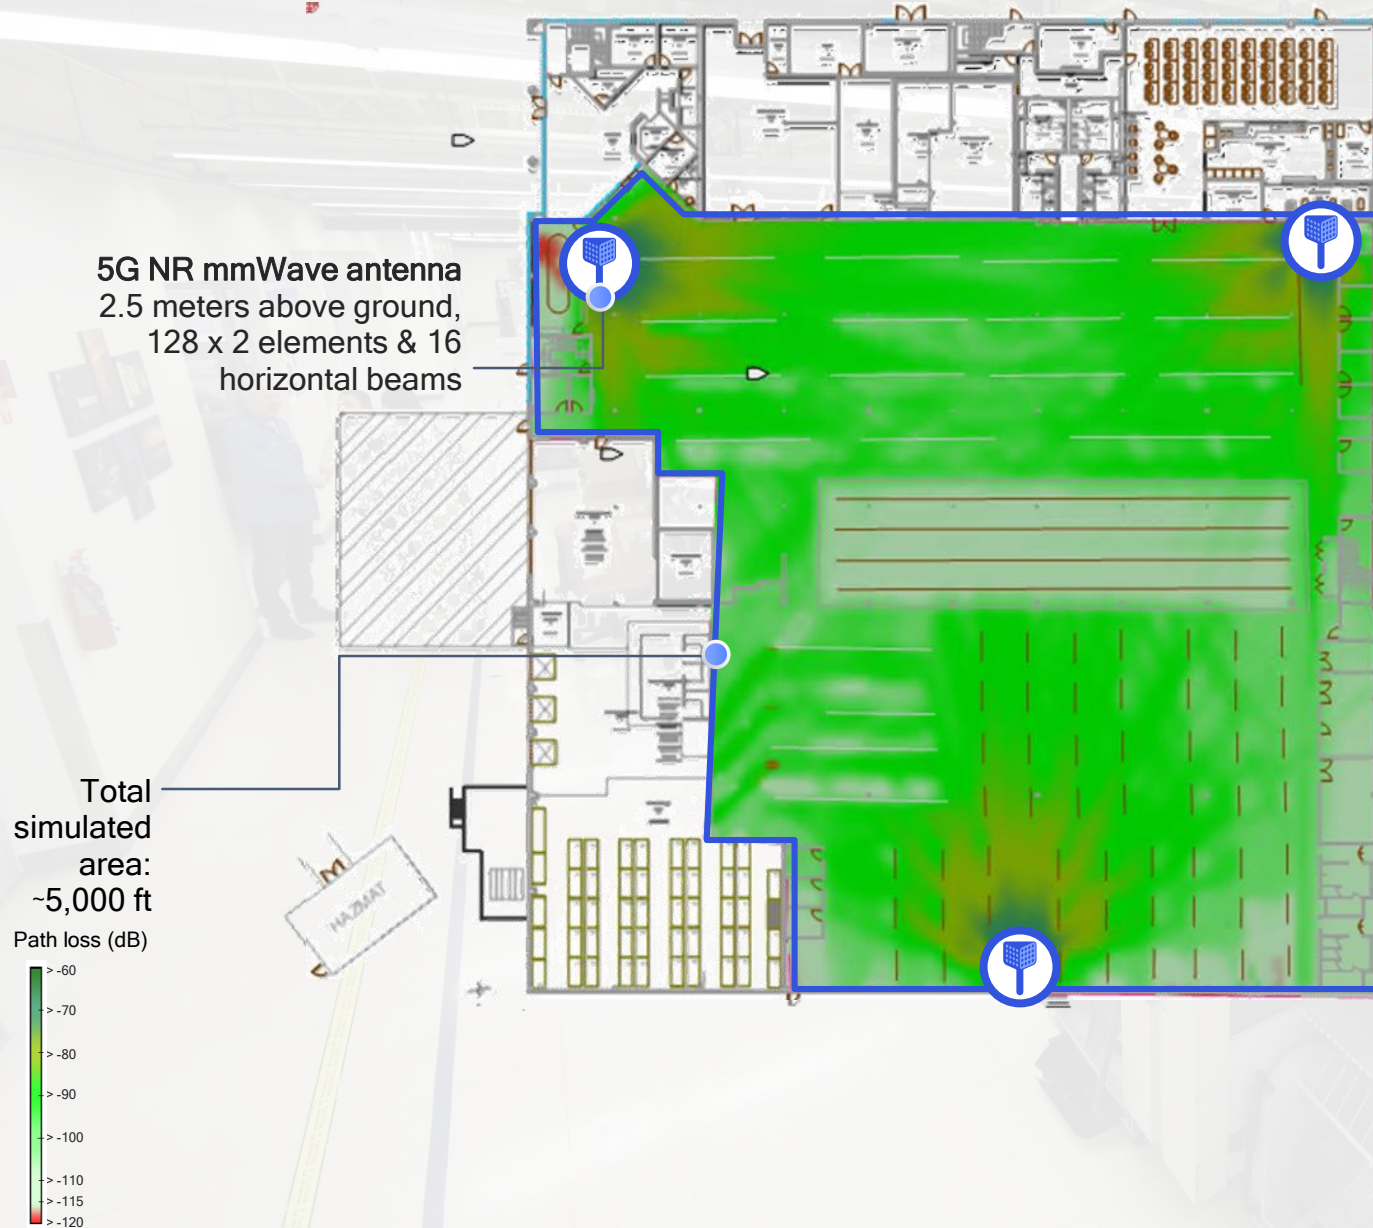 5G NR mmWave antenna
2.5 meters above ground,
128 x 2 elements & 16
horizontal beams
Total
simulated
area:
~5,000 ft
HAZMAT
Path loss (dB)
> -60
> -70
> -80
> -90
> -100
> -110
> -115
> -120